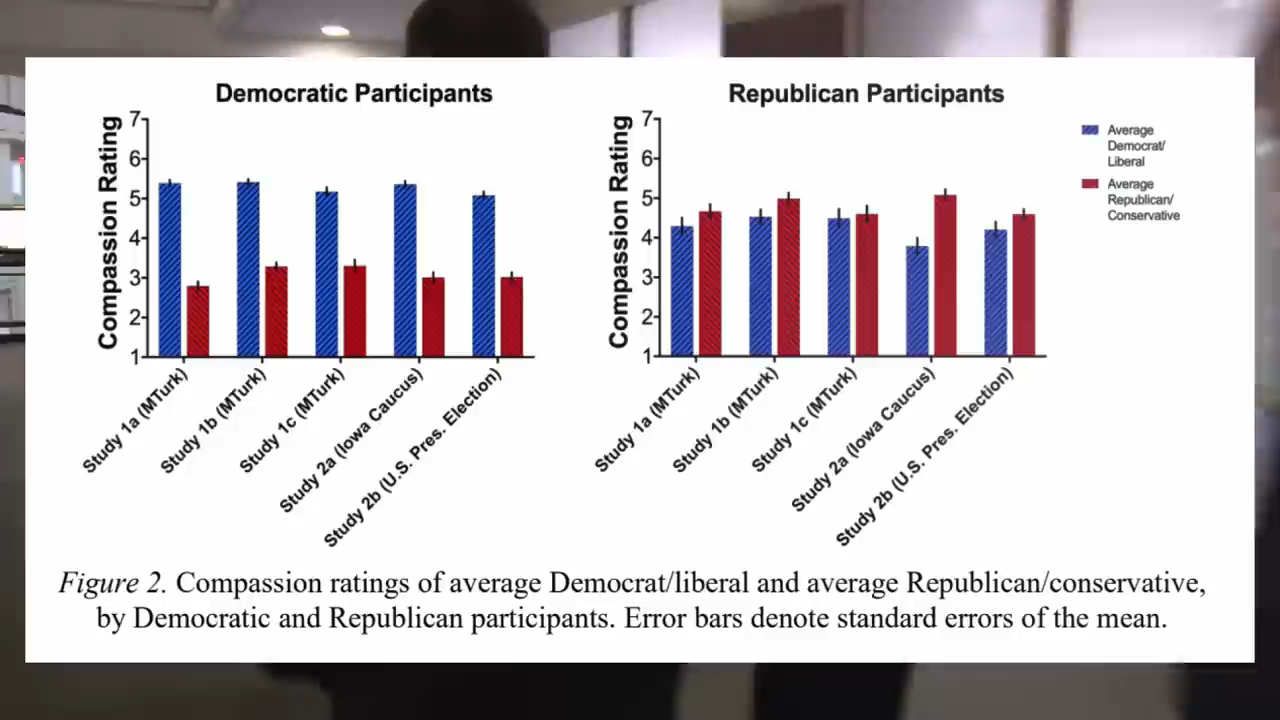 Democratic Participants
Compassion Rating
7
6
5
4
3
2
1
Study 1a (MTurk)
Study 1b (MTurk)
Study 1c (MTurk)
Study 2a (Iowa Caucus)
Study 2b (U.S. Pres. Election)
Republican Participants
Compassion Rating
7
6
5
4
3
2
1
Study 1a (MTurk)
Study 1b (MTurk)
Study 1c (MTurk)
Study 2a (Iowa Caucus)
Study 2b (U.S. Pres. Election)
Average
Democrat/
Liberal
Average
Republican/
Conservative
Figure 2. Compassion ratings of average Democrat/liberal and average Republican/conservative,
by Democratic and Republican participants. Error bars denote standard errors of the mean.